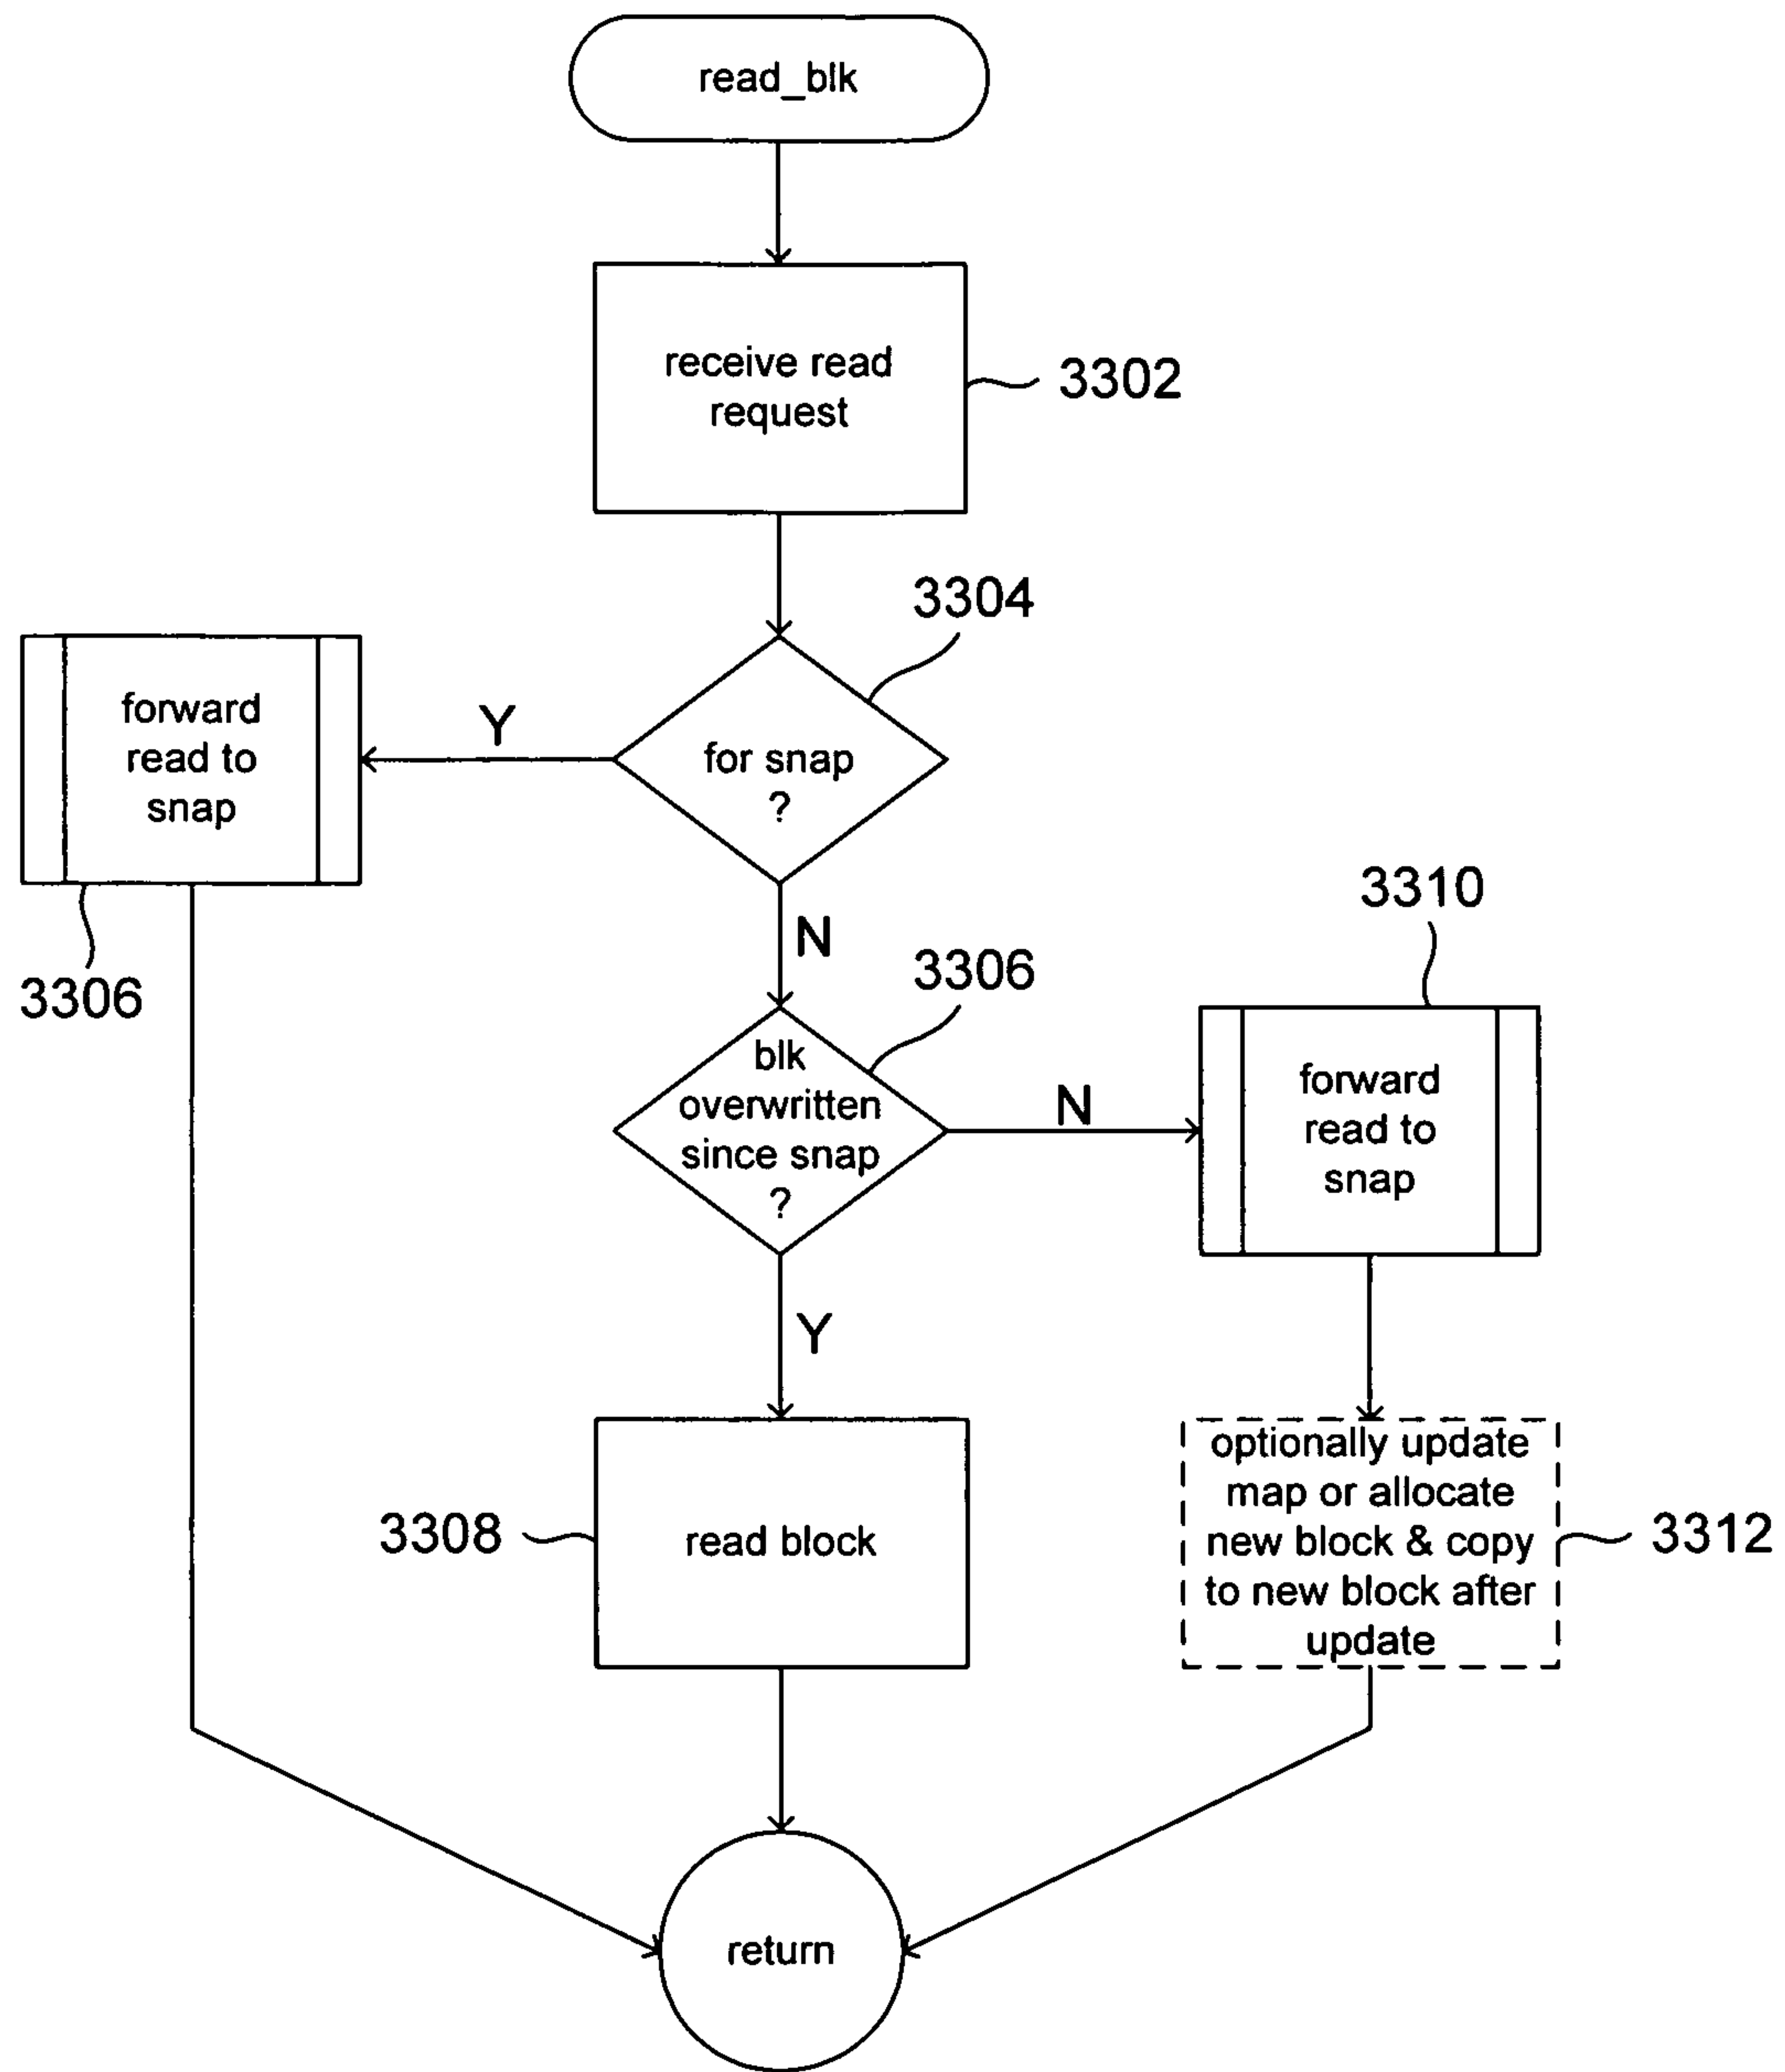 read_blk
receive read
request
3302
3304
forward
read to
snap
Y
for snap
?
3306
N
3310
3306
blk
overwritten
since snap
?
N
forward
read to
snap
Y
3308
read block
optionally update
map or allocate
new block & copy
to new block after
update
3312
return